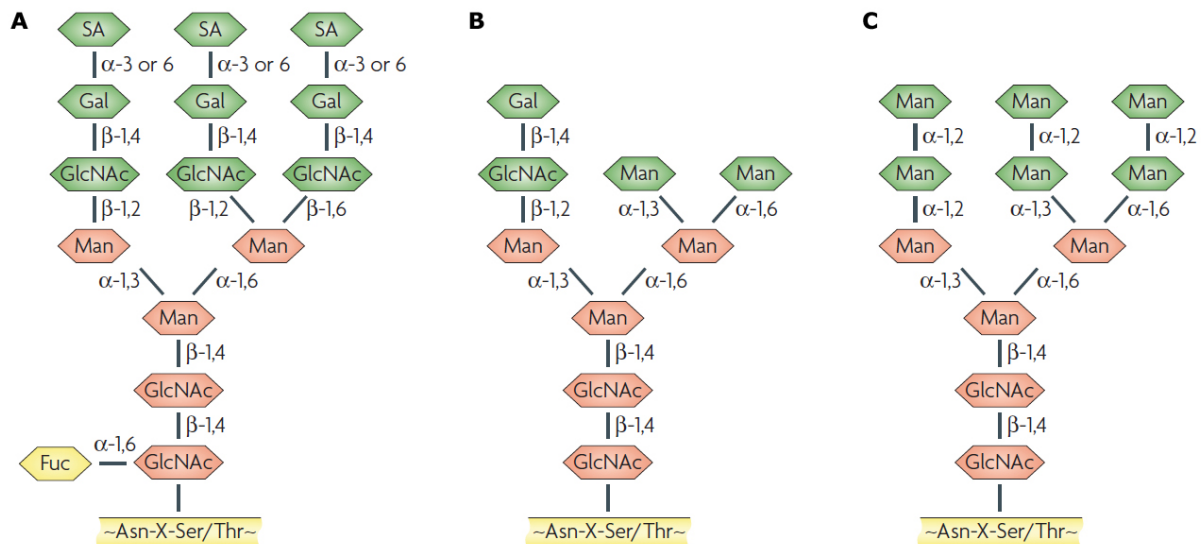 A
SA SA SA
α-3 or 6 α-3 or 6 α-3 or 6
Gal Gal Gal
β-1,4 β-1,4 β-1,4
GlcNAc GlcNAc GlcNAc
β-1,2 β-1,2 β-1,6
Man Man
α-1,3 α-1,6
Man
β-1,4
GlcNAc
β-1,4
α-1,6
Fuc GlcNAc
~Asn-X-Ser/Thr~
B
Gal
β-1,4
GlcNAc Man Man
β-1,2 α-1,3 α-1,6
Man Man
α-1,3 α-1,6
Man
β-1,4
GlcNAc
β-1,4
GlcNAc
~Asn-X-Ser/Thr~
C
Man Man Man
α-1,2 α-1,2 α-1,2
Man Man Man
α-1,2 α-1,3 α-1,6
Man Man
α-1,3 α-1,6
Man
β-1,4
GlcNAc
β-1,4
GlcNAc
~Asn-X-Ser/Thr~